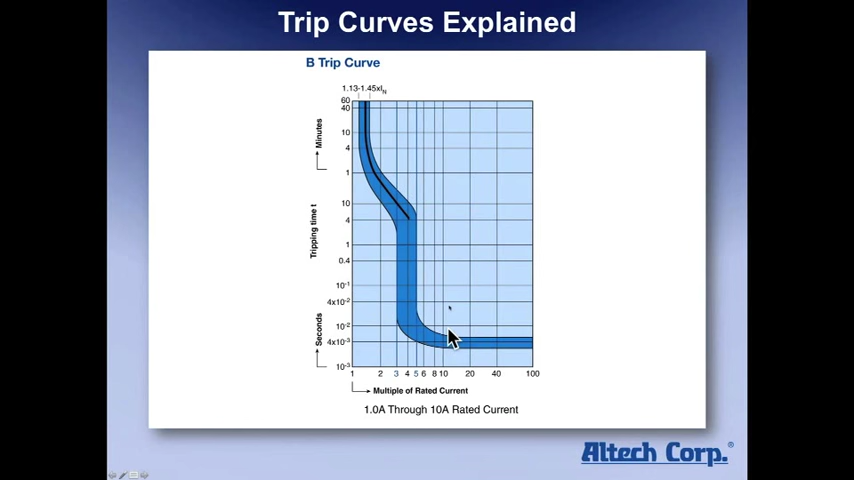 Trip Curves Explained
B Trip Curve
1.13-1.45xIN
60
40
10
4
1
10
4
1
0.4
10-1
4x10-2
10-2
4x10-3
10-3
Minutes
Tripping time t
Seconds
1 2 3 4 5 6 8 10 20 40 100
Multiple of Rated Current
1.0A Through 10A Rated Current
Altech Corp.®